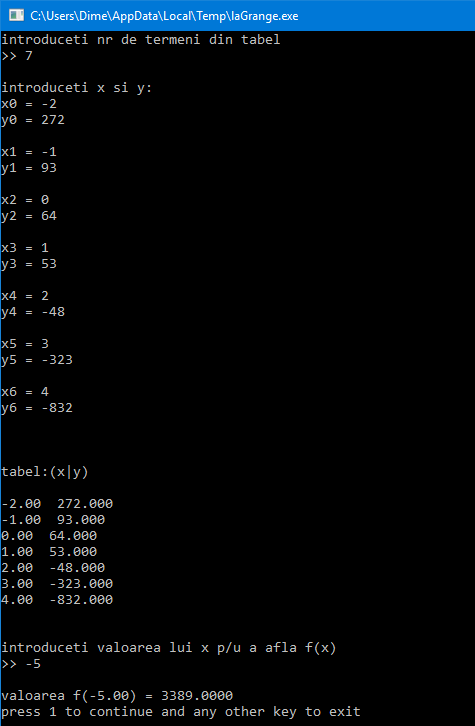 C:\Users\Dime\AppData\Local\Temp\laGrange.exe
introduceti nr de termeni din tabel
>> 7
introduceti x si y:
x0 = -2
y0 = 272
x1 = -1
y1 = 93
x2 = 0
y2 = 64
x3 = 1
y3 = 53
x4 = 2
y4 = -48
x5 = 3
y5 = -323
x6 = 4
y6 = -832
tabel:(x|y)
-2.00  272.000
-1.00  93.000
0.00  64.000
1.00  53.000
2.00  -48.000
3.00  -323.000
4.00  -832.000
introduceti valoarea lui x p/u a afla f(x)
>> -5
valoarea f(-5.00) = 3389.0000
press 1 to continue and any other key to exit